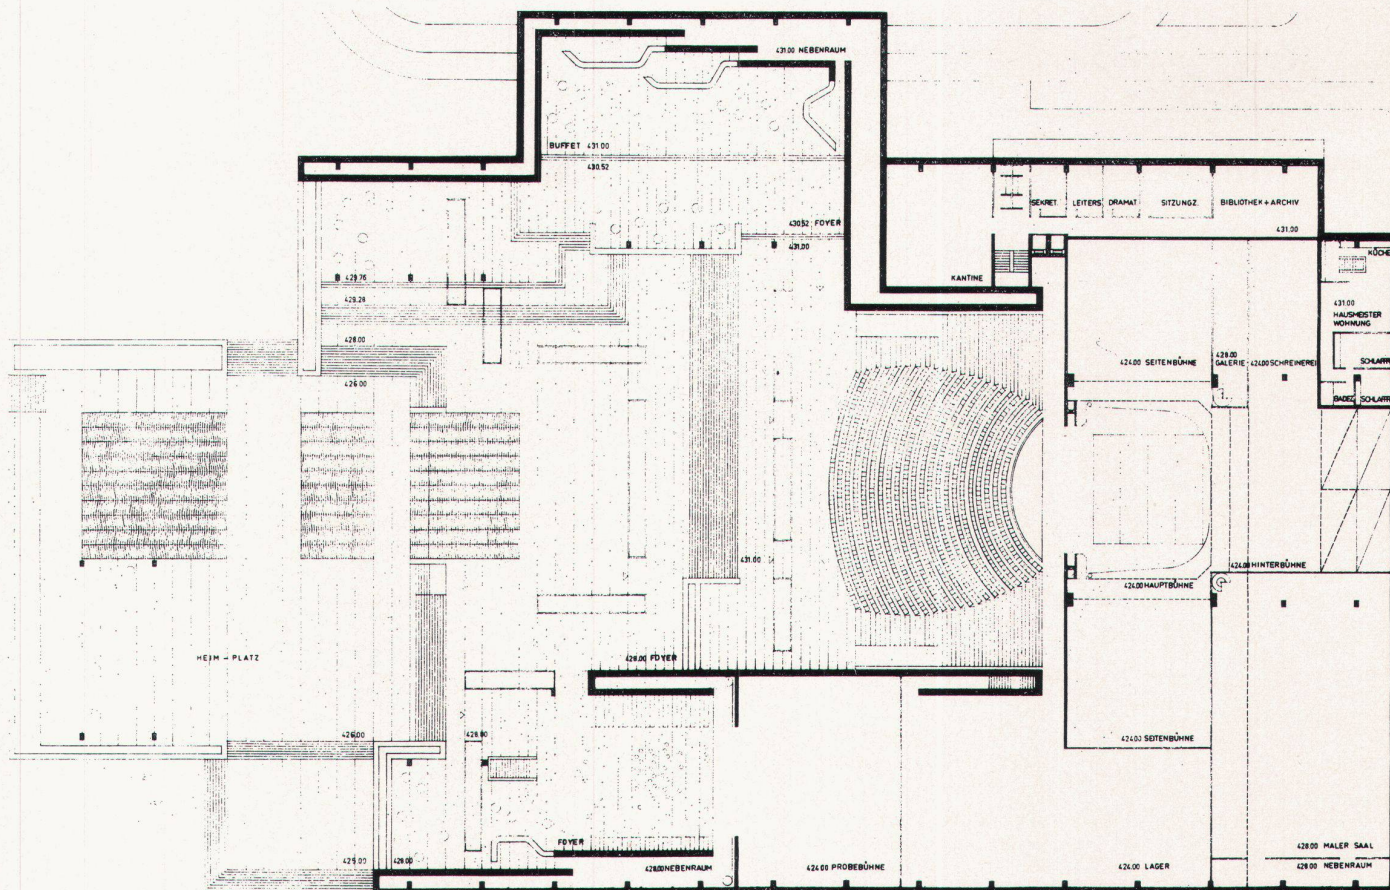 431.00 NEBENRAUM
BUFFET 431.00
430.52
SEKRET.
LEITERS.
DRAMAT.
SITZUNGZ.
BIBLIOTHEK + ARCHIV
430.52 FOYER
431.00
431.00
KANTINE
KÜCHE
429.76
429.28
431.00
HAUSMEISTER
WOHNUNG
428.00
426.00
424.00 SEITENBÜHNE
428.00
GALERIE
424.00 SCHREINEREI
SCHLAFR
BADEZ.
SCHLAFR
431.00
424.00 HINTERBÜHNE
424.00 HAUPTBÜHNE
HEIM - PLATZ
428.00 FOYER
426.00
428.00
424.00 SEITENBÜHNE
FOYER
425.00
428.00
428.00 NEBENRAUM
424.00 PROBEBÜHNE
424.00 LAGER
428.00 MALER SAAL
428.00 NEBENRAUM